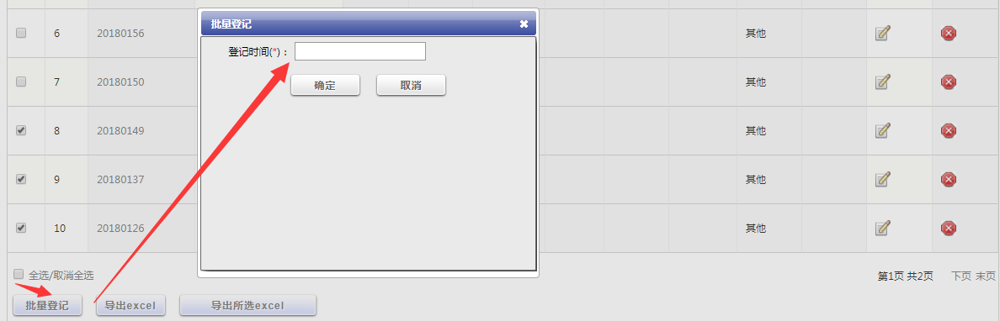 批量登记
登记时间(*)：
确定 取消
6 20180156 其他
7 20180150 其他
8 20180149 其他
9 20180137 其他
10 20180126 其他
全选/取消全选
第1页 共2页 下页 末页
批量登记 导出excel 导出所选excel